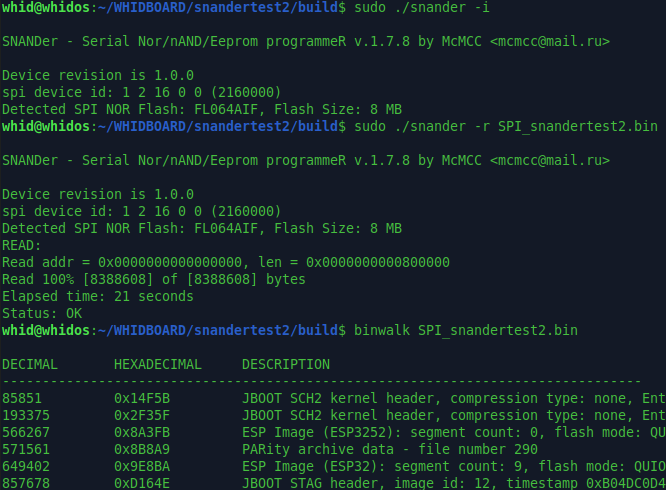 whid@whidos:~/WHIDBOARD/snandertest2/build$ sudo ./snander -i
SNANDer - Serial Nor/nAND/Eeprom programmeR v.1.7.8 by McMCC <mcmcc@mail.ru>
Device revision is 1.0.0
spi device id: 1 2 16 0 0 (2160000)
Detected SPI NOR Flash: FL064AIF, Flash Size: 8 MB
whid@whidos:~/WHIDBOARD/snandertest2/build$ sudo ./snander -r SPI_snandertest2.bin
SNANDer - Serial Nor/nAND/Eeprom programmeR v.1.7.8 by McMCC <mcmcc@mail.ru>
Device revision is 1.0.0
spi device id: 1 2 16 0 0 (2160000)
Detected SPI NOR Flash: FL064AIF, Flash Size: 8 MB
READ:
Read addr = 0x0000000000000000, len = 0x0000000000800000
Read 100% [8388608] of [8388608] bytes
Elapsed time: 21 seconds
Status: OK
whid@whidos:~/WHIDBOARD/snandertest2/build$ binwalk SPI_snandertest2.bin
DECIMAL HEXADECIMAL DESCRIPTION
--------------------------------------------------------------------------------
85851 0x14F5B JBOOT SCH2 kernel header, compression type: none, Ent
193375 0x2F35F JBOOT SCH2 kernel header, compression type: none, Ent
566267 0x8A3FB ESP Image (ESP3252): segment count: 0, flash mode: QU
571561 0x8B8A9 PARity archive data - file number 290
649402 0x9E8BA ESP Image (ESP32): segment count: 9, flash mode: QUIO
857678 0xD164E JBOOT STAG header, image id: 12, timestamp 0xB04DC0D4